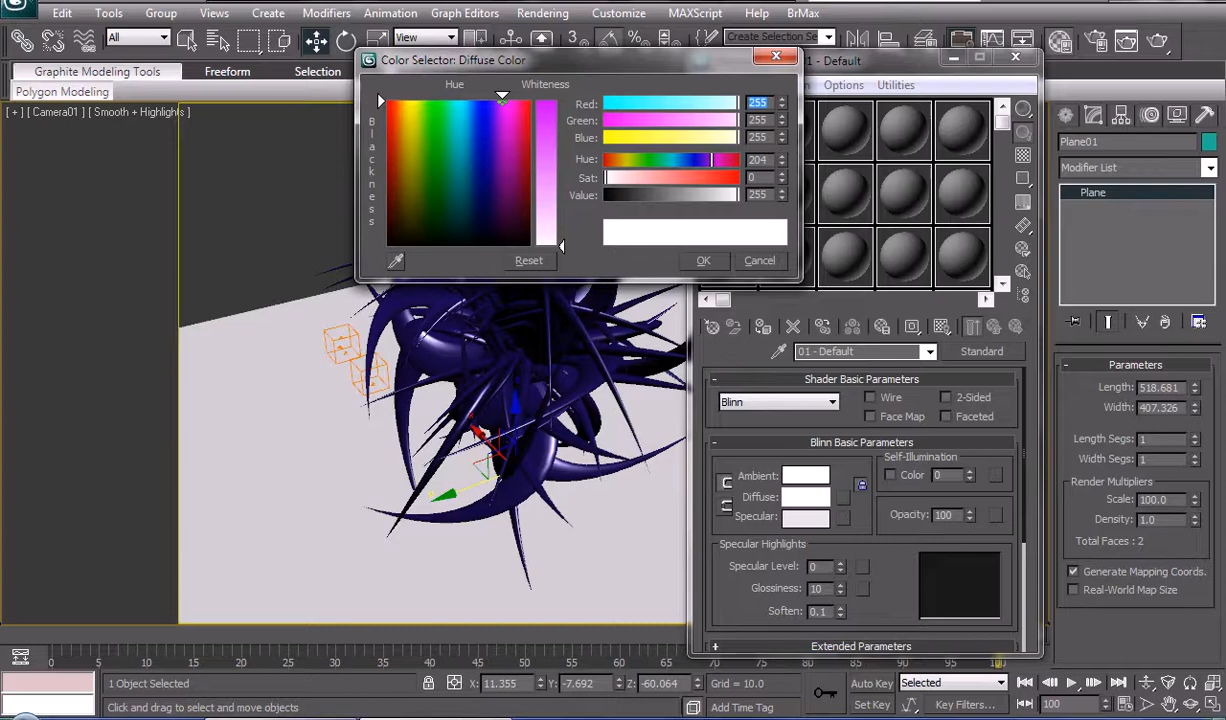 Edit Tools Group Views Create Modifiers Animation Graph Editors Rendering Customize MAXScript Help BrMax
All View 3 Create Selection Se
Graphite Modeling Tools Freeform Selection
Polygon Modeling
[ + ] [ Camera01 ] [ Smooth + Highlights ]
Color Selector: Diffuse Color
Hue Whiteness
Blackness
Red: 255
Green: 255
Blue: 255
Hue: 204
Sat: 0
Value: 255
Reset OK Cancel
01 - Default
Options Utilities
01 - Default Standard
Shader Basic Parameters
Blinn Wire 2-Sided
Face Map Faceted
Blinn Basic Parameters
Self-Illumination
Ambient: Color 0
Diffuse:
Specular: Opacity: 100
Specular Highlights
Specular Level: 0
Glossiness: 10
Soften: 0.1
Extended Parameters
Plane01
Modifier List
Plane
Parameters
Length: 518.681
Width: 407.326
Length Segs: 1
Width Segs: 1
Render Multipliers
Scale: 100.0
Density: 1.0
Total Faces : 2
Generate Mapping Coords.
Real-World Map Size
0 5 10 15 20 25 30 35 40 45 50 55 60 65 70 75 80 85 90 95 100
1 Object Selected X: 11.355 Y: -7.692 Z: -60.064 Grid = 10.0 Auto Key Selected
Click and drag to select and move objects Add Time Tag Set Key Key Filters... 100